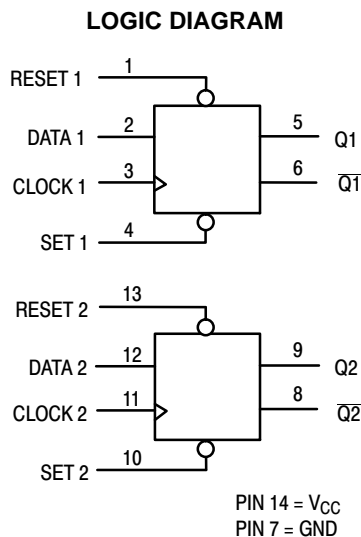 LOGIC DIAGRAM
RESET 1 1
DATA 1 2 5 Q1
CLOCK 1 3 6 Q̅1̅
SET 1 4
RESET 2 13
DATA 2 12 9 Q2
CLOCK 2 11 8 Q̅2̅
SET 2 10
PIN 14 = VCC
PIN 7 = GND